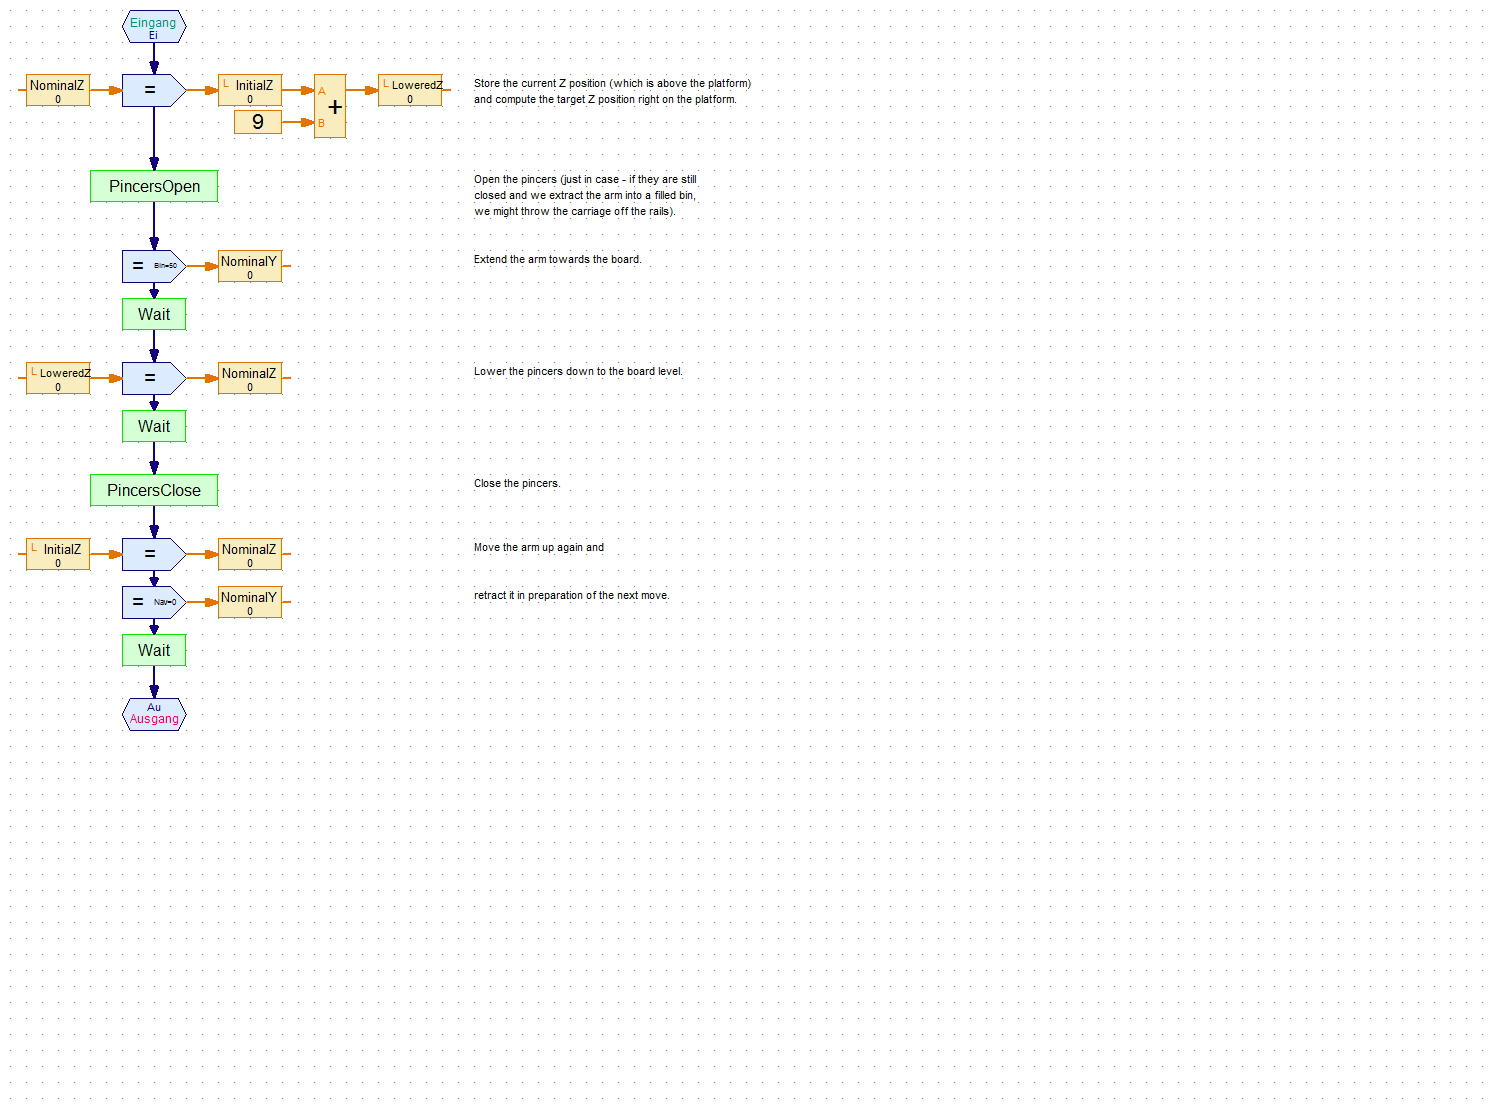 Eingang
Ei
NominalZ
0
=
L InitialZ
0
9
A
B
+
L LoweredZ
0
Store the current Z position (which is above the platform)
and compute the target Z position right on the platform.
PincersOpen
Open the pincers (just in case - if they are still
closed and we extract the arm into a filled bin,
we might throw the carriage off the rails).
= Bin=50
NominalY
0
Extend the arm towards the board.
Wait
L LoweredZ
0
=
NominalZ
0
Lower the pincers down to the board level.
Wait
PincersClose
Close the pincers.
L InitialZ
0
=
NominalZ
0
Move the arm up again and
= Nav=0
NominalY
0
retract it in preparation of the next move.
Wait
Au
Ausgang